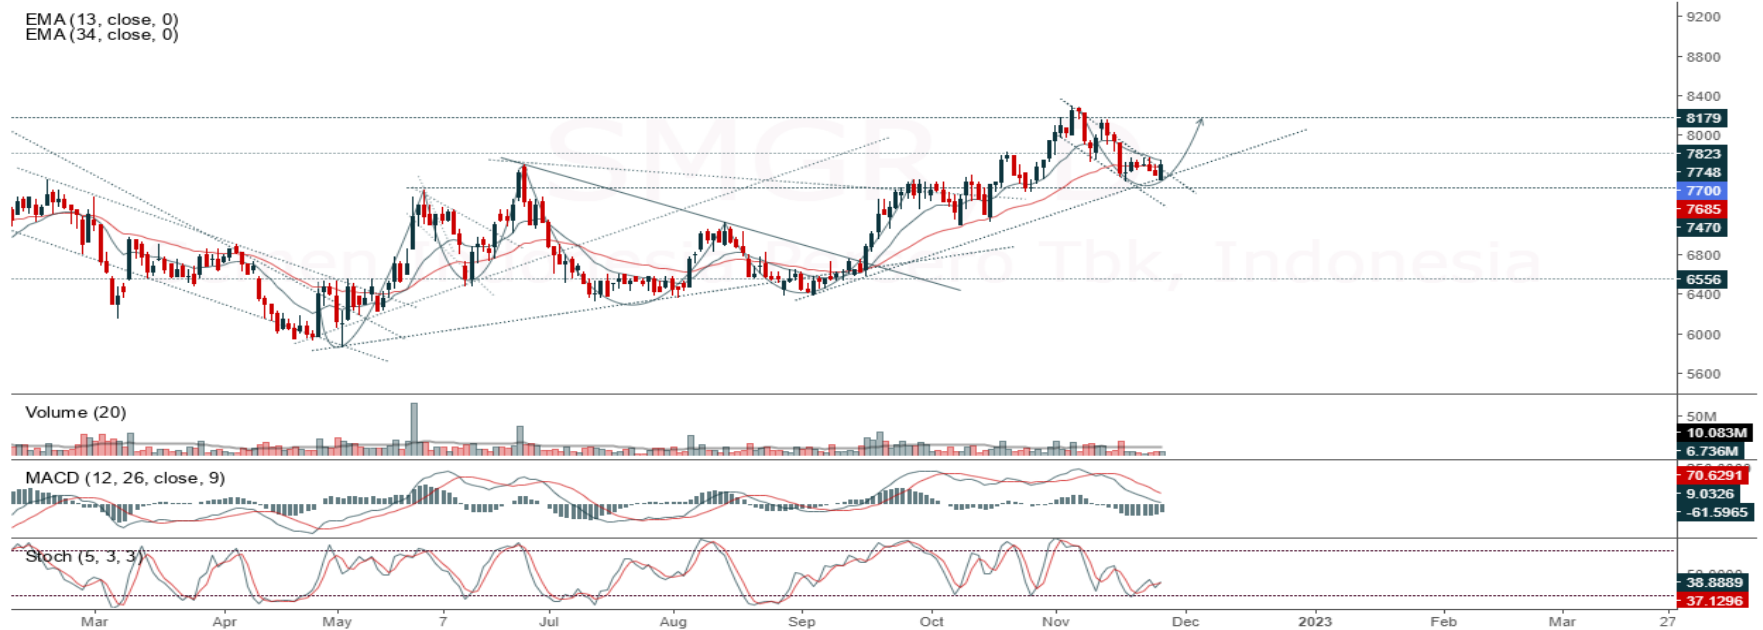 EMA (13, close, 0)
EMA (34, close, 0)
9200
8800
8400
8179
8000
7823
7748
7700
7685
7470
6800
6556
6400
6000
5600
SMGR
Tbk, Indonesia
Volume (20)
50M
10.083M
6.736M
MACD (12, 26, close, 9)
70.6291
9.0326
-61.5965
Stoch (5, 3, 3)
38.8889
37.1296
Mar Apr May 7 Jul Aug Sep Oct Nov Dec 2023 Feb Mar 27